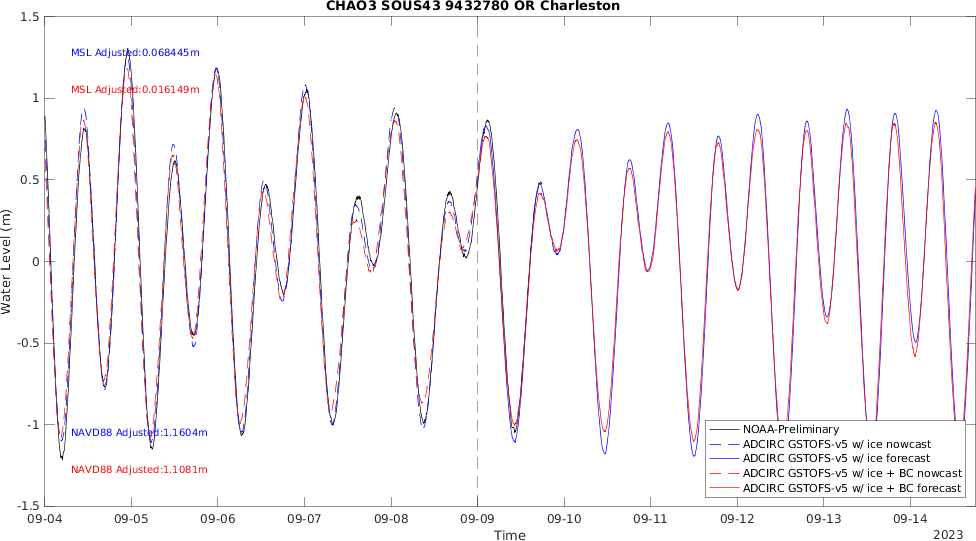 CHAO3 SOUS43 9432780 OR Charleston
1.5
1
0.5
0
-0.5
-1
-1.5
Water Level (m)
MSL Adjusted:0.068445m
MSL Adjusted:0.016149m
NAVD88 Adjusted:1.1604m
NAVD88 Adjusted:1.1081m
NOAA-Preliminary
ADCIRC GSTOFS-v5 w/ ice nowcast
ADCIRC GSTOFS-v5 w/ ice forecast
ADCIRC GSTOFS-v5 w/ ice + BC nowcast
ADCIRC GSTOFS-v5 w/ ice + BC forecast
09-04 09-05 09-06 09-07 09-08 09-09 09-10 09-11 09-12 09-13 09-14
Time
2023